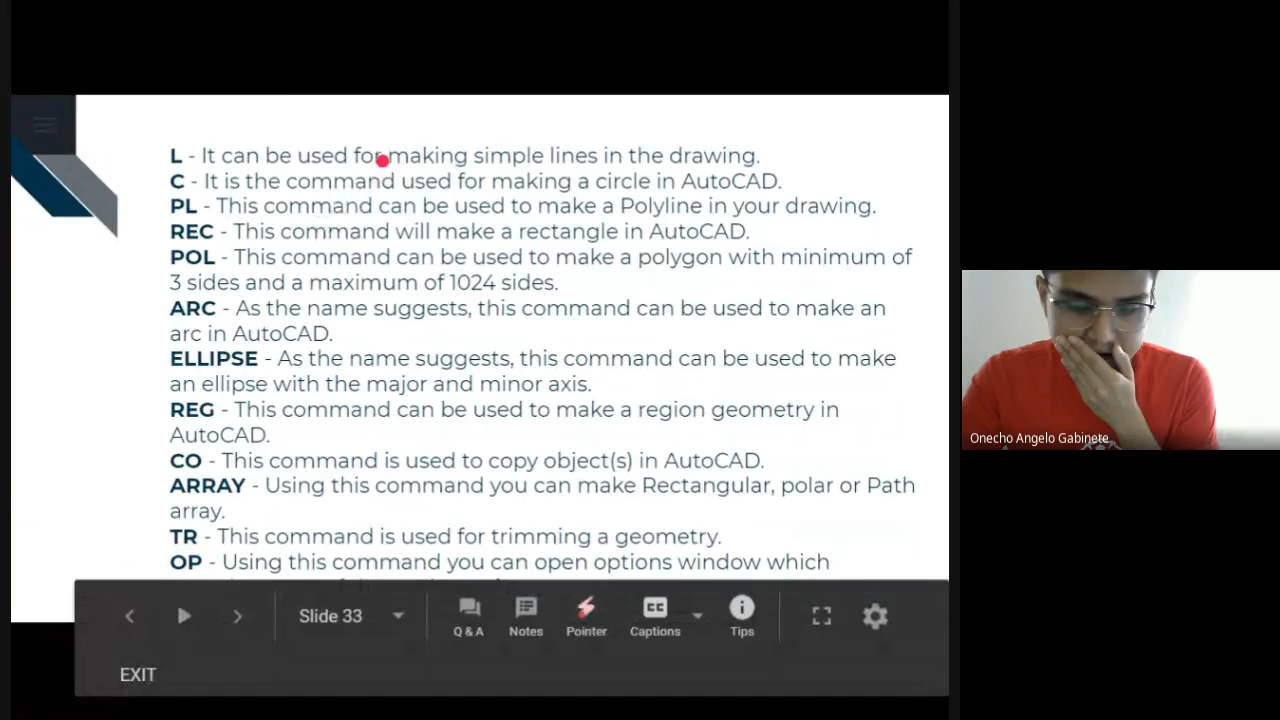 L - It can be used for making simple lines in the drawing.
C - It is the command used for making a circle in AutoCAD.
PL - This command can be used to make a Polyline in your drawing.
REC - This command will make a rectangle in AutoCAD.
POL - This command can be used to make a polygon with minimum of
3 sides and a maximum of 1024 sides.
ARC - As the name suggests, this command can be used to make an
arc in AutoCAD.
ELLIPSE - As the name suggests, this command can be used to make
an ellipse with the major and minor axis.
REG - This command can be used to make a region geometry in
AutoCAD.
CO - This command is used to copy object(s) in AutoCAD.
ARRAY - Using this command you can make Rectangular, polar or Path
array.
TR - This command is used for trimming a geometry.
OP - Using this command you can open options window which
Slide 33
Q & A
Notes
Pointer
CC
Captions
Tips
EXIT
Onecho Angelo Gabinete